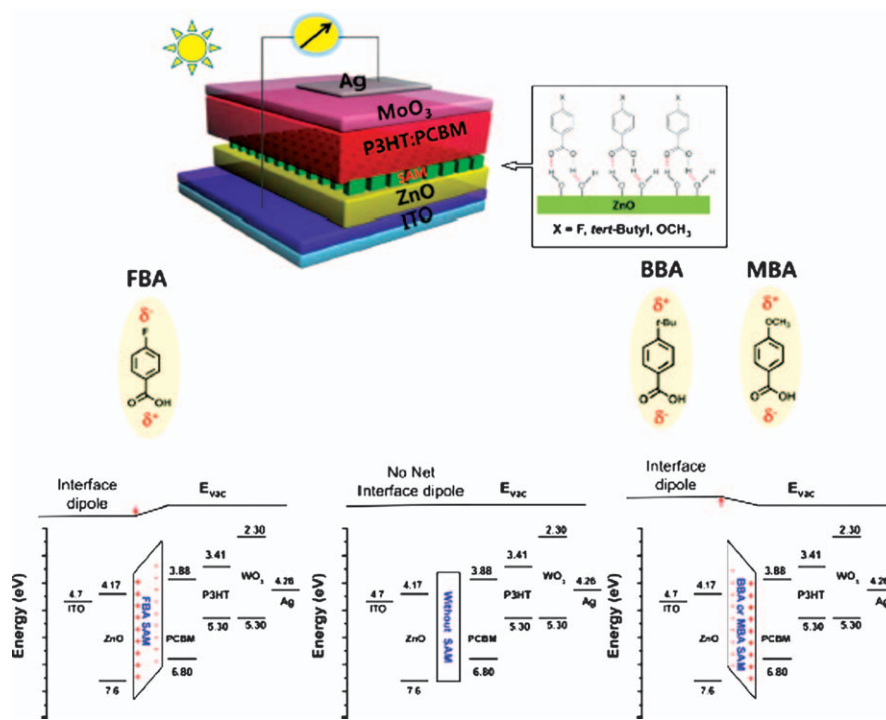 Ag
MoO3
P3HT:PCBM
SAM
ZnO
ITO
X X X
O O O O O O
H H H H H H H H H
O O O O O O
ZnO
X = F, tert-Butyl, OCH3
FBA
δ-
F
O OH
δ+
BBA
δ+
t-Bu
O OH
δ-
MBA
δ+
OCH3
O OH
δ-
Interface
dipole
Evac
Energy (eV)
4.7
ITO
4.17
ZnO
7.6
FBA SAM
3.88
PCBM
6.80
3.41
P3HT
5.30
2.30
WO3
5.30
4.26
Ag
No Net
Interface dipole
Evac
Energy (eV)
4.7
ITO
4.17
ZnO
7.6
Without SAM
3.88
PCBM
6.80
3.41
P3HT
5.30
2.30
WO3
5.30
4.26
Ag
Interface
dipole
Evac
Energy (eV)
4.7
ITO
4.17
ZnO
7.6
BBA or MBA SAM
3.88
PCBM
6.80
3.41
P3HT
5.30
2.30
WO3
5.30
4.26
Ag